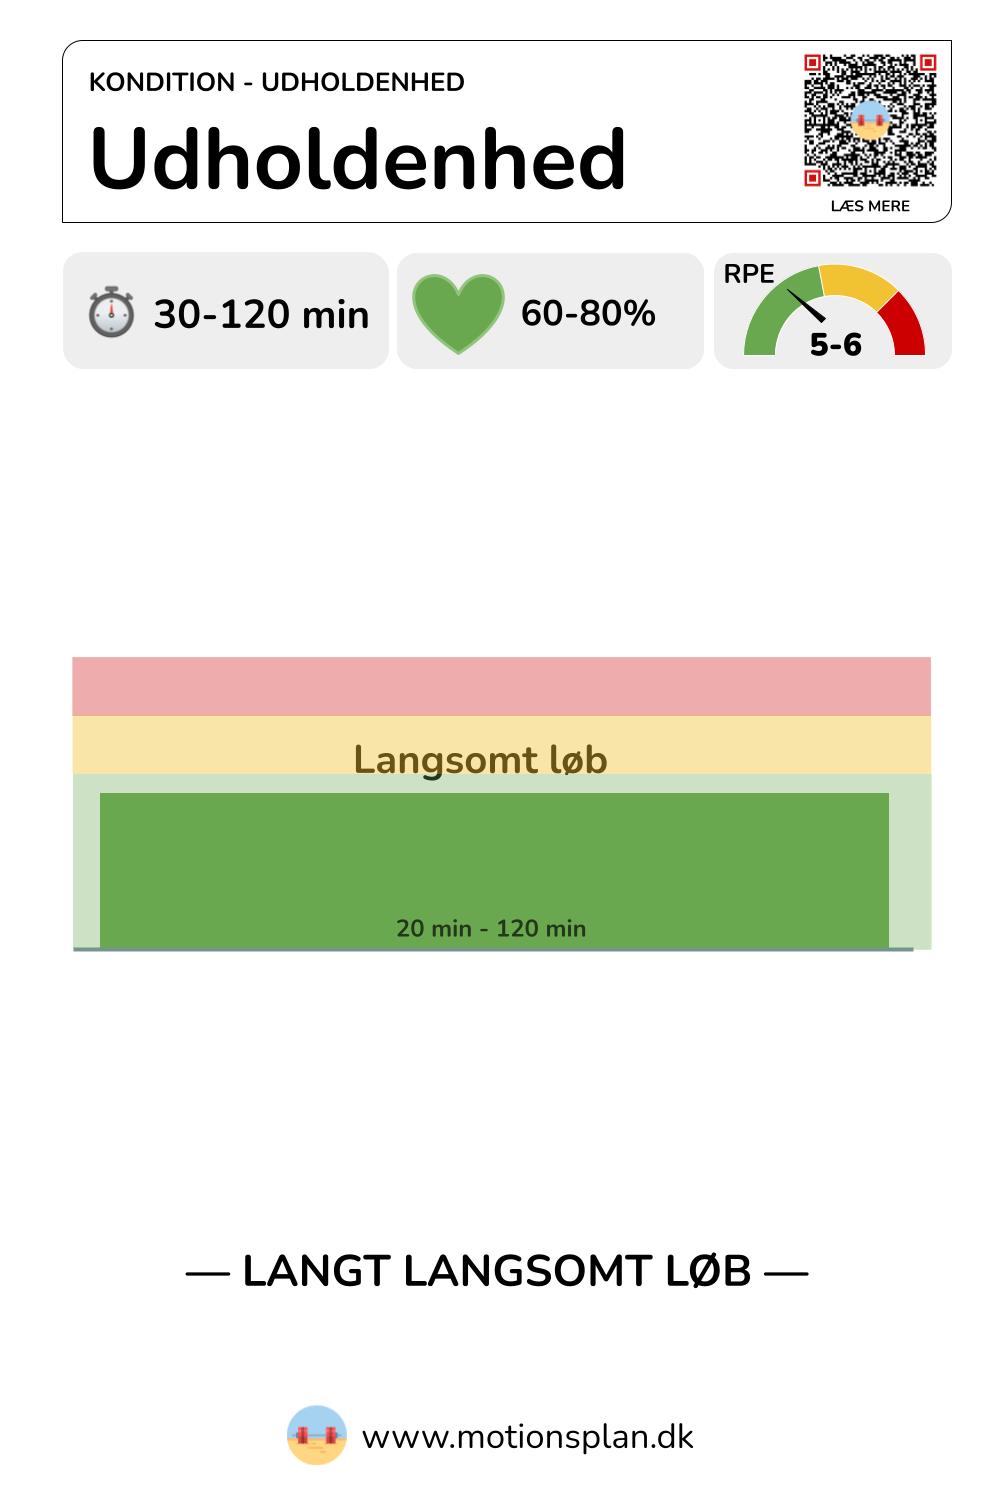 KONDITION - UDHOLDENHED
Udholdenhed
LÆS MERE
30-120 min
60-80%
RPE
5-6
Langsomt løb
20 min - 120 min
— LANGT LANGSOMT LØB —
www.motionsplan.dk